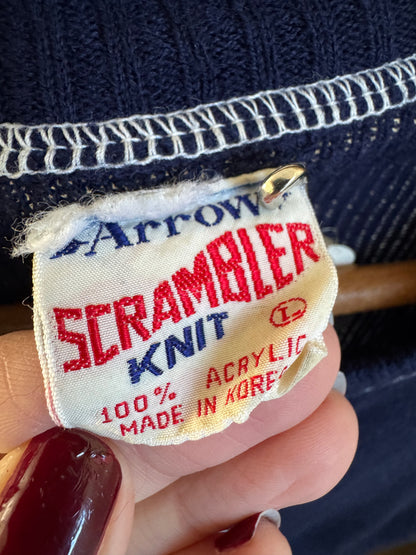 Arrow
SCRAMBLER
KNIT
L
100% ACRYLIC
MADE IN KOREA